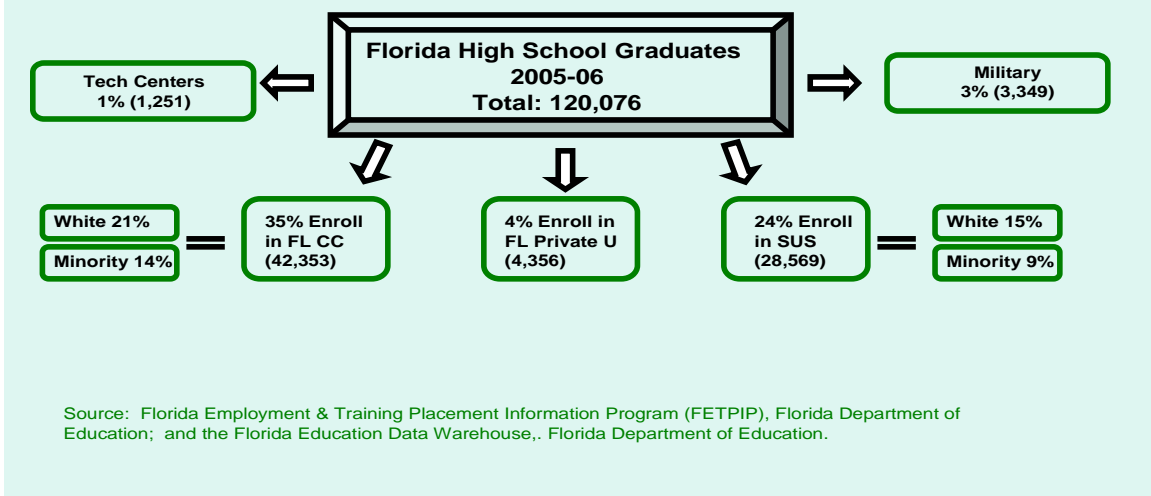 Florida High School Graduates
2005-06
Total: 120,076
Tech Centers
1% (1,251)
Military
3% (3,349)
White 21%
Minority 14%
35% Enroll
in FL CC
(42,353)
4% Enroll in
FL Private U
(4,356)
24% Enroll
in SUS
(28,569)
White 15%
Minority 9%
Source: Florida Employment & Training Placement Information Program (FETPIP), Florida Department of
Education; and the Florida Education Data Warehouse,. Florida Department of Education.